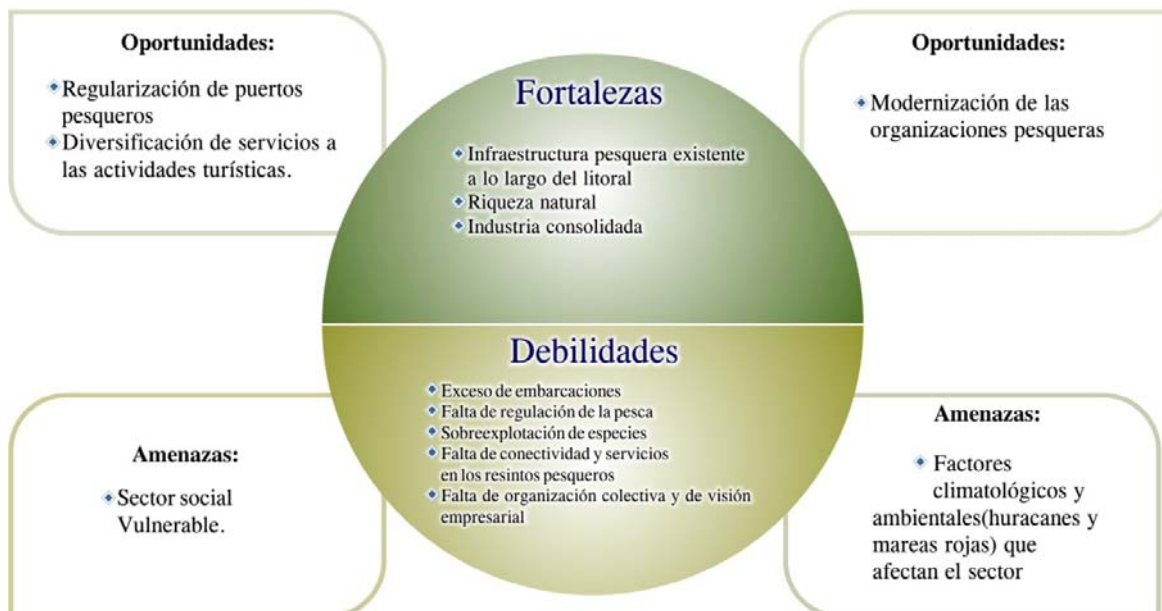 Oportunidades:
Regularización de puertos
pesqueros
Diversificación de servicios a
las actividades turísticas.
Fortalezas
Infraestructura pesquera existente
a lo largo del litoral
Riqueza natural
Industria consolidada
Oportunidades:
Modernización de las
organizaciones pesqueras
Amenazas:
Sector social
Vulnerable.
Debilidades
Exceso de embarcaciones
Falta de regulación de la pesca
Sobreexplotación de especies
Falta de conectividad y servicios
en los resintos pesqueros
Falta de organización colectiva y de visión
empresarial
Amenazas:
Factores
climatológicos y
ambientales(huracanes y
mareas rojas) que
afectan el sector